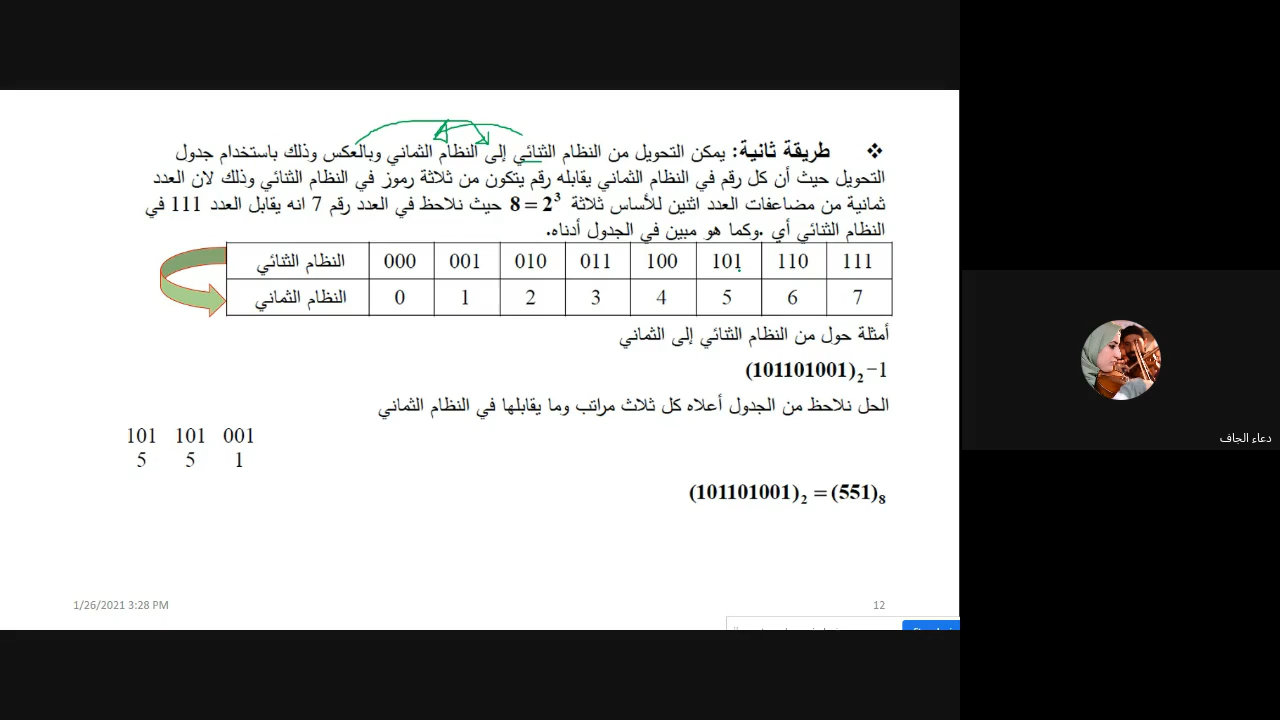 ❖ طريقة ثانية: يمكن التحويل من النظام الثنائي إلى النظام الثماني وبالعكس وذلك باستخدام جدول
التحويل حيث أن كل رقم في النظام الثماني يقابله رقم يتكون من ثلاثة رموز في النظام الثنائي وذلك لان العدد
ثمانية من مضاعفات العدد اثنين للأساس ثلاثة 8 = 2³ حيث نلاحظ في العدد رقم 7 انه يقابل العدد 111 في
النظام الثنائي أي .وكما هو مبين في الجدول أدناه.
النظام الثنائي 000 001 010 011 100 101 110 111
النظام الثماني 0 1 2 3 4 5 6 7
أمثلة حول من النظام الثنائي إلى الثماني
1- (101101001)₂
الحل نلاحظ من الجدول أعلاه كل ثلاث مراتب وما يقابلها في النظام الثماني
101 101 001
5 5 1
(101101001)₂ = (551)₈
دعاء الجاف
1/26/2021 3:28 PM
12